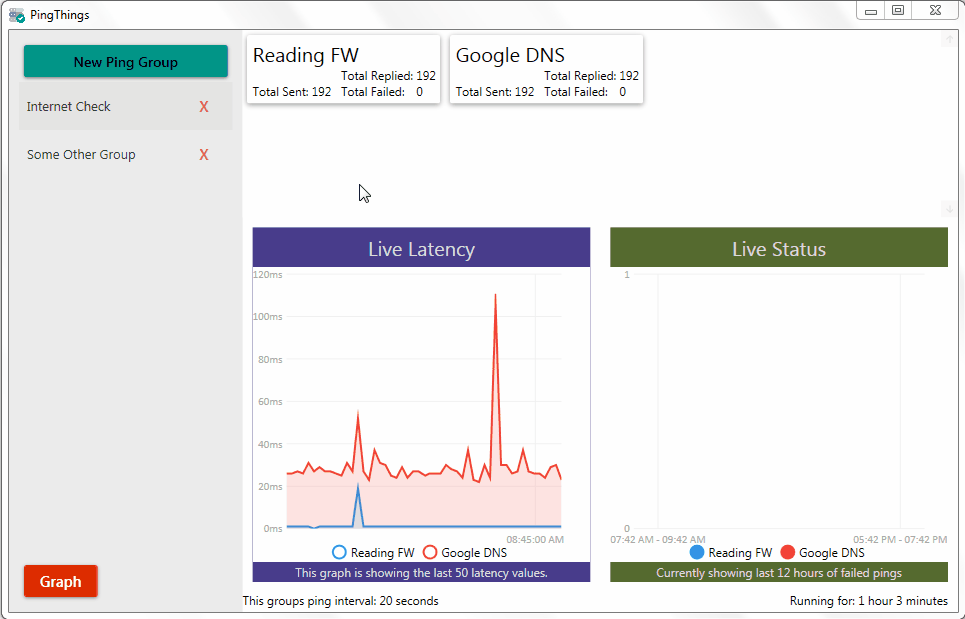 PingThings
New Ping Group
Internet Check X
Some Other Group X
Graph
Reading FW
Total Replied: 192
Total Sent: 192 Total Failed: 0
Google DNS
Total Replied: 192
Total Sent: 192 Total Failed: 0
Live Latency
120ms
100ms
80ms
60ms
40ms
20ms
0ms
08:45:00 AM
Reading FW Google DNS
This graph is showing the last 50 latency values.
Live Status
1
0
07:42 AM - 09:42 AM 05:42 PM - 07:42 PM
Reading FW Google DNS
Currently showing last 12 hours of failed pings
This groups ping interval: 20 seconds
Running for: 1 hour 3 minutes